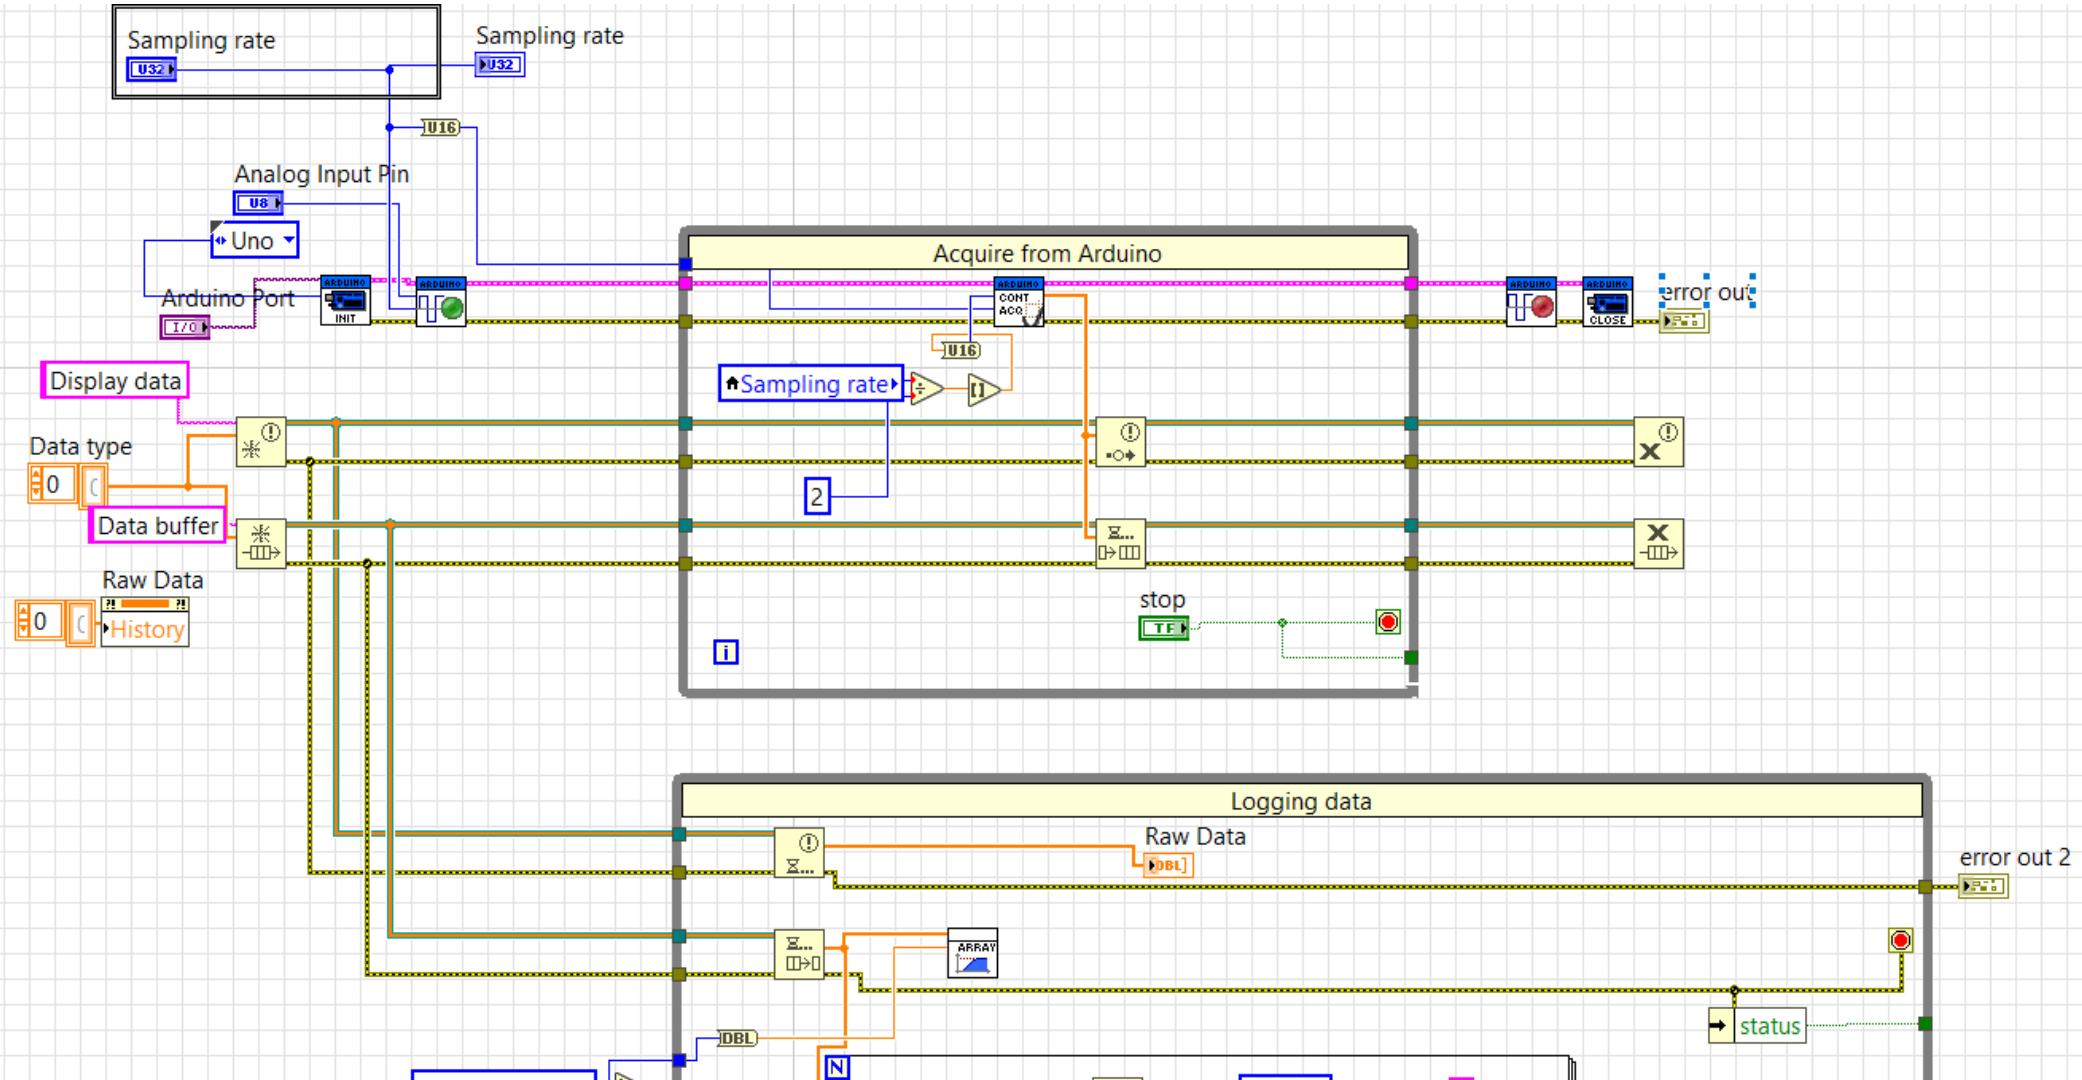 Sampling rate
U32
Sampling rate
U32
U16
Analog Input Pin
U8
Uno
Arduino Port
I/O
ARDUINO
INIT
ARDUINO
Acquire from Arduino
ARDUINO
CONT
ACQ
ARDUINO
ARDUINO
CLOSE
error out
U16
Sampling rate
2
Display data
Data type
0
Data buffer
Raw Data
0
History
stop
TF
i
Logging data
Raw Data
DBL]
error out 2
ARRAY
status
DBL
N